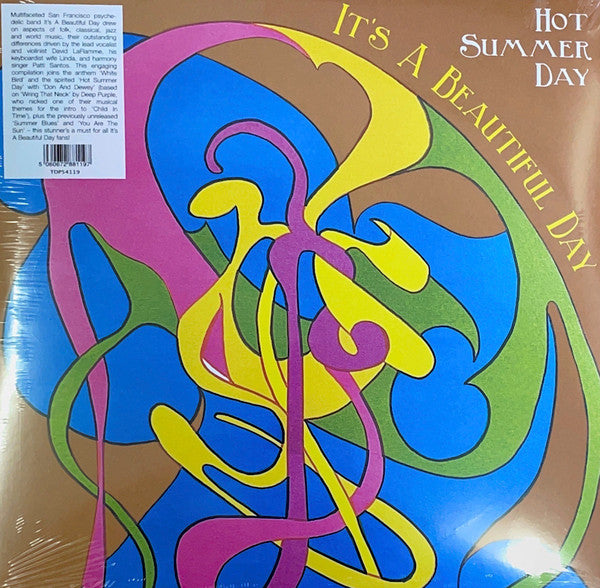 Multifaceted San Francisco psyche-
delic band It's A Beautiful Day drew
on aspects of folk, classical, jazz
and world music, their outstanding
differences driven by the lead vocalist
and violinist David LaFlamme, his
keyboardist wife Linda, and harmony
singer Patti Santos. This engaging
compilation joins the anthem 'White
Bird' and the spirited 'Hot Summer
Day' with 'Don And Dewey' (based
on 'Wring That Neck' by Deep Purple,
who nicked one of their musical
themes for the intro to 'Child In
Time'), plus the previously unreleased
'Summer Blues' and 'You Are The
Sun' – this stunner's a must for all It's
A Beautiful Day fans!
5 060672 881197
TOPS4119
It's A Beautiful Day
Hot
Summer
Day